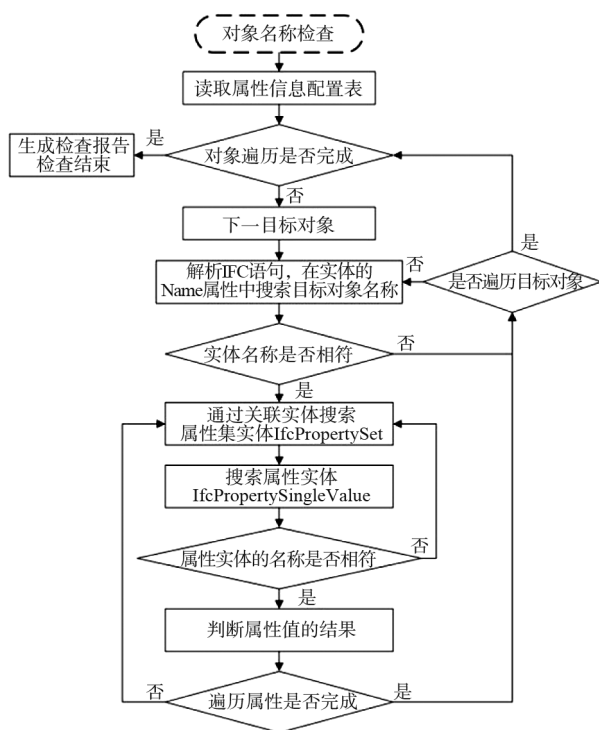 对象名称检查
读取属性信息配置表
是
生成检查报告
检查结束
对象遍历是否完成
否
是
下一目标对象
解析IFC语句，在实体的
Name属性中搜索目标对象名称
否
是否遍历目标对象
实体名称是否相符
否
是
通过关联实体搜索
属性集实体IfcPropertySet
搜索属性实体
IfcPropertySingleValue
属性实体的名称是否相符
否
是
判断属性值的结果
否
遍历属性是否完成
是